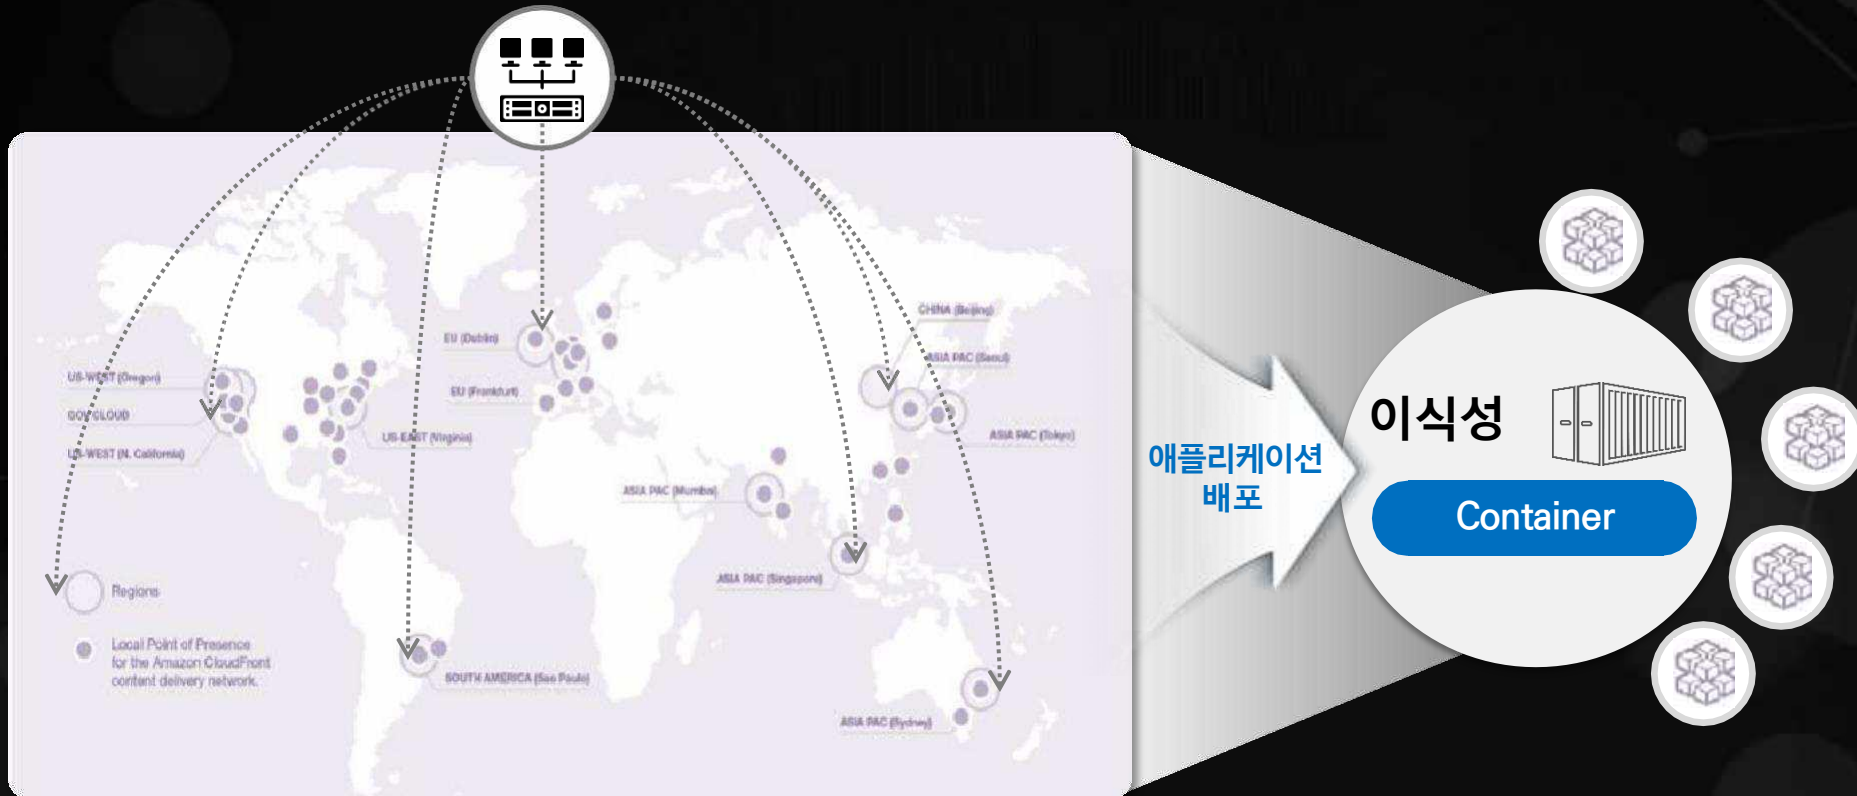 US-WEST (Oregon)
GOV CLOUD
US-WEST (N. California)
US-EAST (Virginia)
EU (Dublin)
EU (Frankfurt)
CHINA (Beijing)
ASIA PAC (Seoul)
ASIA PAC (Tokyo)
ASIA PAC (Mumbai)
ASIA PAC (Singapore)
SOUTH AMERICA (Sao Paulo)
ASIA PAC (Sydney)
Regions
Local Point of Presence
for the Amazon CloudFront
content delivery network.
애플리케이션
배포
이식성
Container